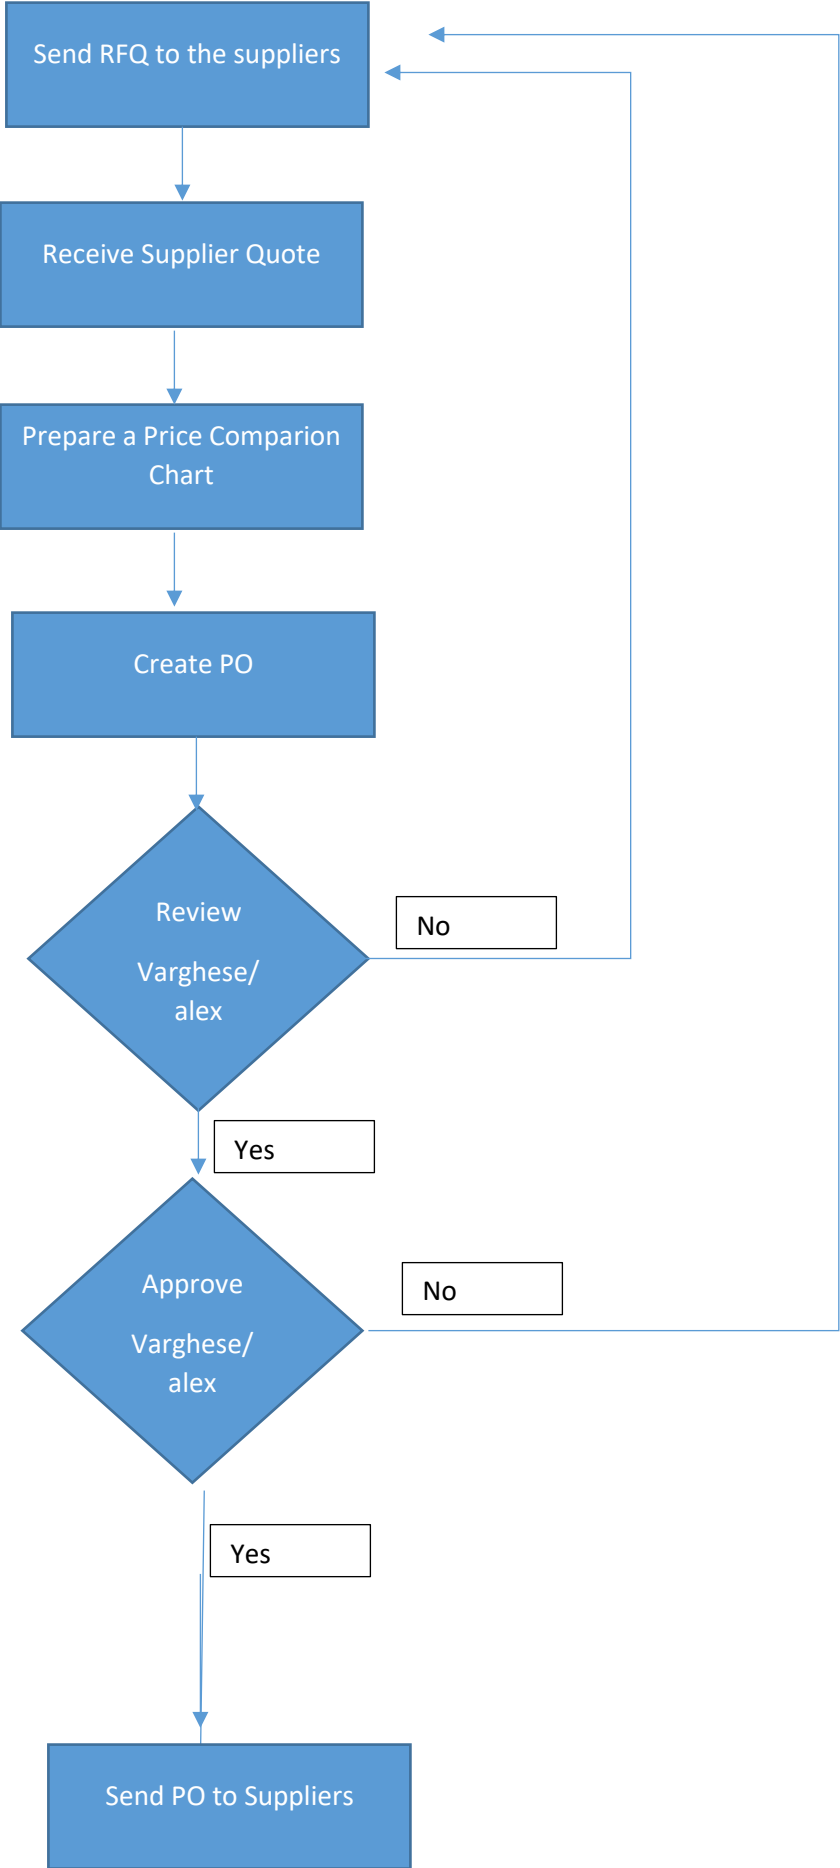 Send RFQ to the suppliers
Receive Supplier Quote
Prepare a Price Comparion
Chart
Create PO
Review
Varghese/
alex
No
Yes
Approve
Varghese/
alex
No
Yes
Send PO to Suppliers